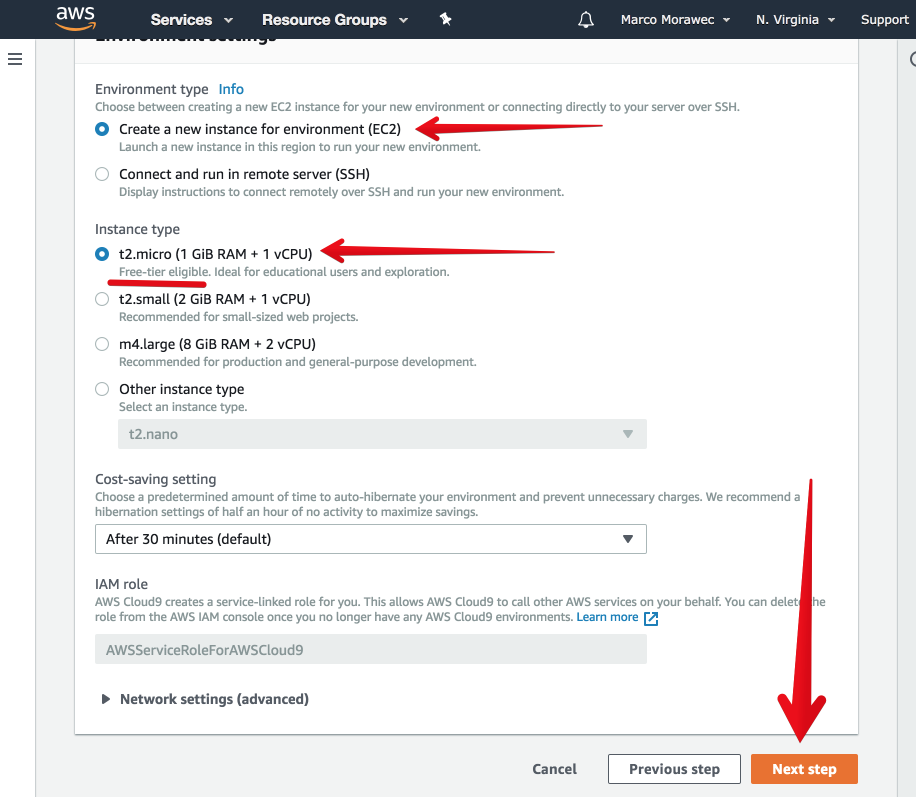 aws
Services
Resource Groups
Marco Morawec
N. Virginia
Support
Environment settings
Environment type Info
Choose between creating a new EC2 instance for your new environment or connecting directly to your server over SSH.
Create a new instance for environment (EC2)
Launch a new instance in this region to run your new environment.
Connect and run in remote server (SSH)
Display instructions to connect remotely over SSH and run your new environment.
Instance type
t2.micro (1 GiB RAM + 1 vCPU)
Free-tier eligible. Ideal for educational users and exploration.
t2.small (2 GiB RAM + 1 vCPU)
Recommended for small-sized web projects.
m4.large (8 GiB RAM + 2 vCPU)
Recommended for production and general-purpose development.
Other instance type
Select an instance type.
t2.nano
Cost-saving setting
Choose a predetermined amount of time to auto-hibernate your environment and prevent unnecessary charges. We recommend a
hibernation settings of half an hour of no activity to maximize savings.
After 30 minutes (default)
IAM role
AWS Cloud9 creates a service-linked role for you. This allows AWS Cloud9 to call other AWS services on your behalf. You can delete the
role from the AWS IAM console once you no longer have any AWS Cloud9 environments. Learn more
AWSServiceRoleForAWSCloud9
Network settings (advanced)
Cancel
Previous step
Next step